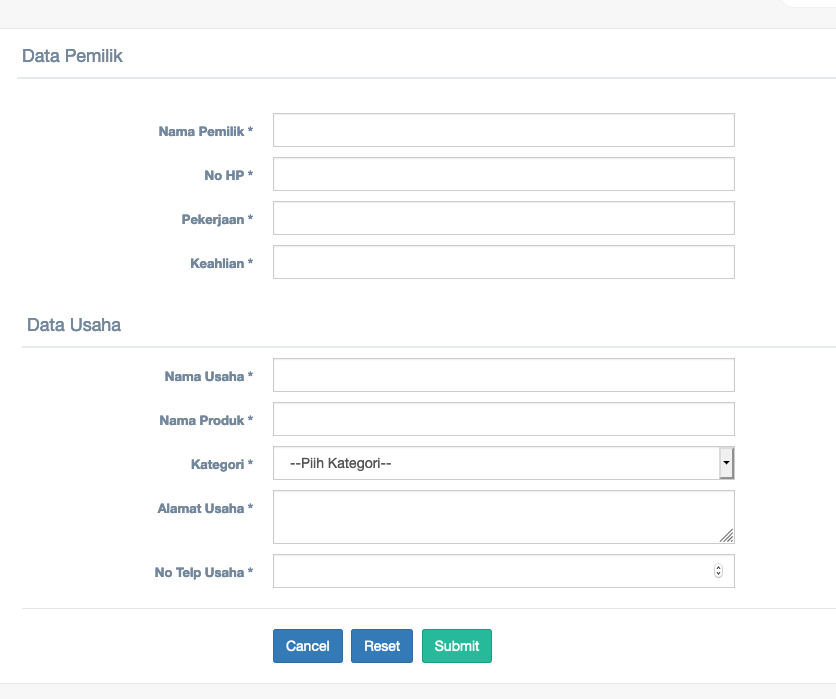 Data Pemilik
Nama Pemilik *
No HP *
Pekerjaan *
Keahlian *
Data Usaha
Nama Usaha *
Nama Produk *
Kategori * --Piih Kategori--
Alamat Usaha *
No Telp Usaha *
Cancel Reset Submit